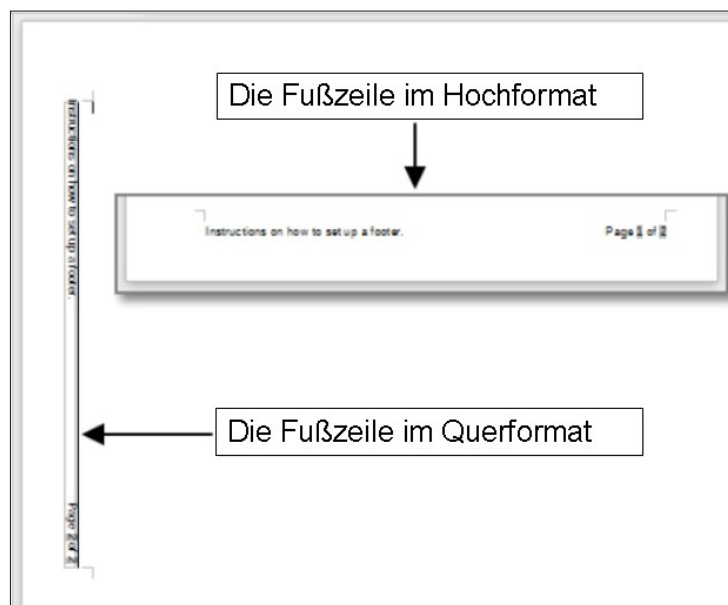 Die Fußzeile im Hochformat
Instructions on how to set up a footer.
Page 1 of 2
Die Fußzeile im Querformat
Instructions on how to set up a footer.
Page 2 of 2